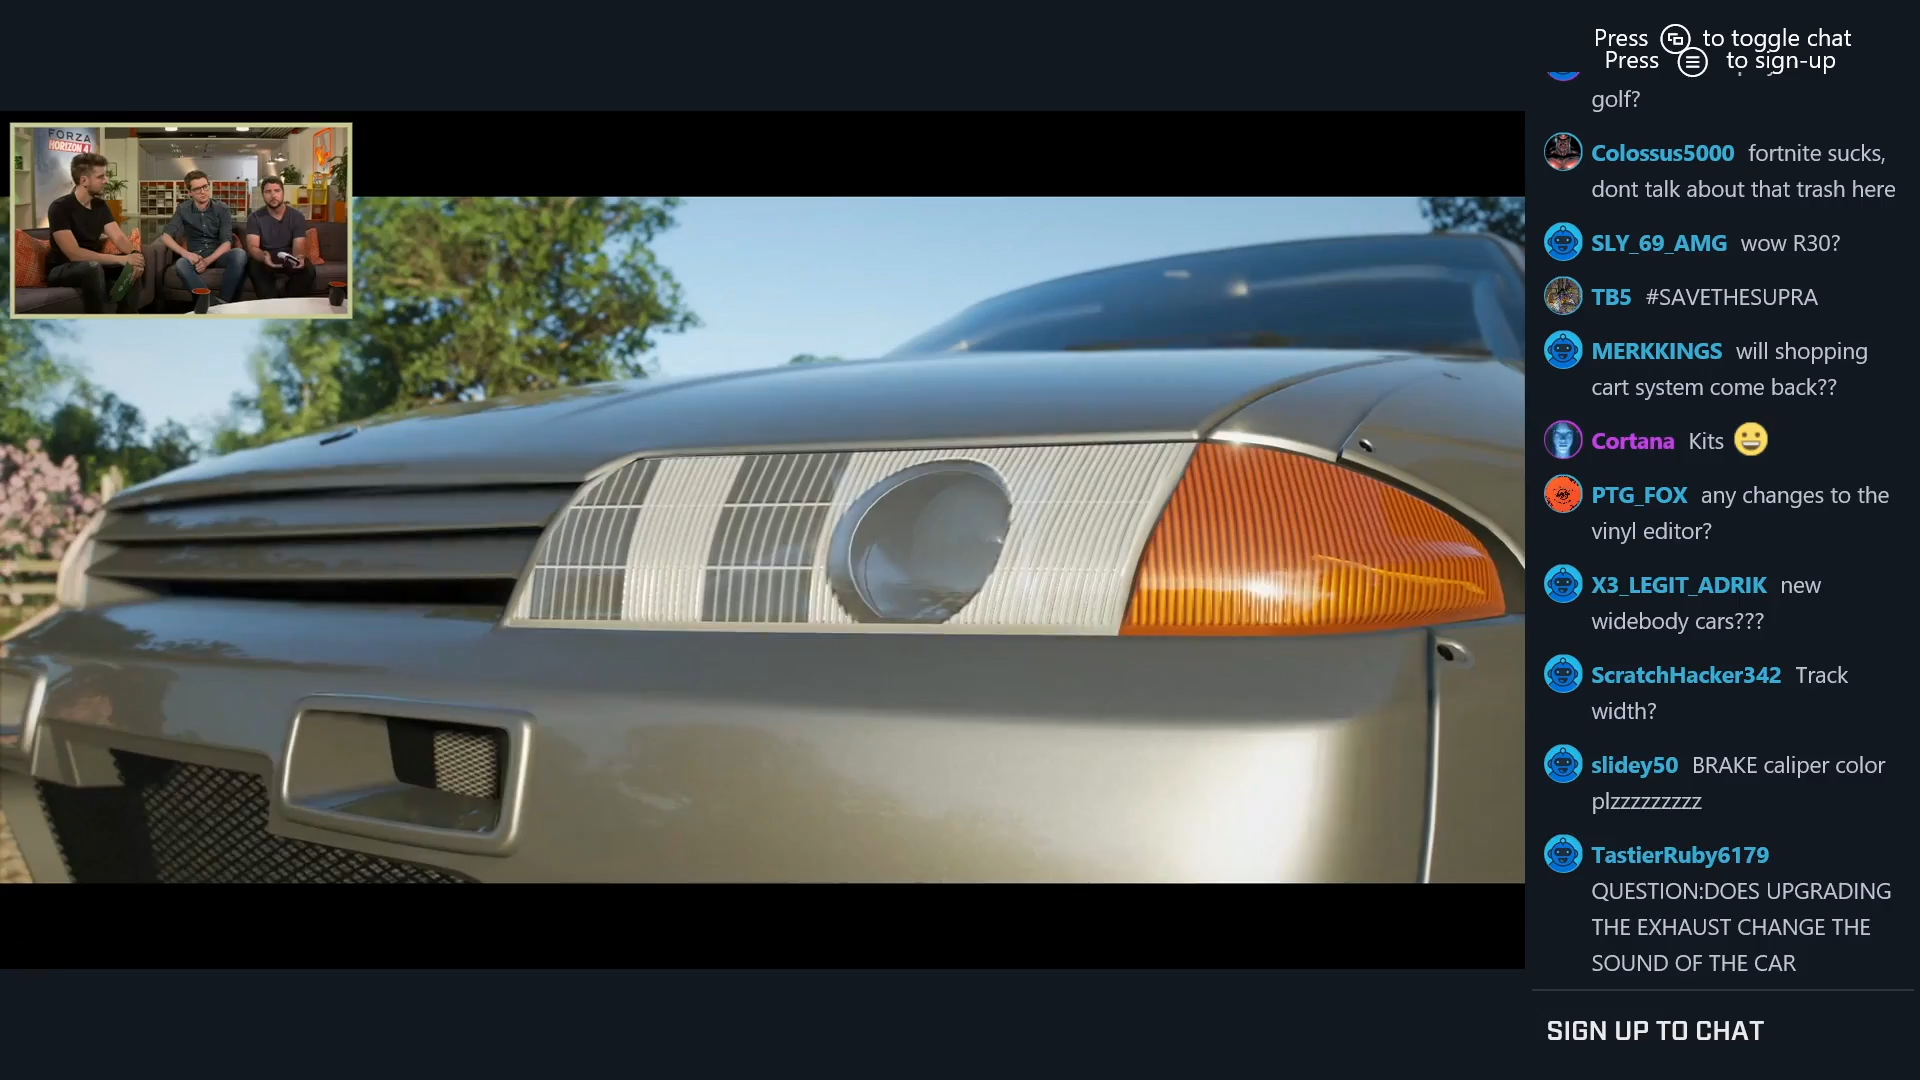 FORZA
HORIZON 4
Press to toggle chat
Press to sign-up
golf?
Colossus5000 fortnite sucks,
dont talk about that trash here
SLY_69_AMG wow R30?
TB5 #SAVETHESUPRA
MERKKINGS will shopping
cart system come back??
Cortana Kits 😀
PTG_FOX any changes to the
vinyl editor?
X3_LEGIT_ADRIK new
widebody cars???
ScratchHacker342 Track
width?
slidey50 BRAKE caliper color
plzzzzzzzzz
TastierRuby6179
QUESTION:DOES UPGRADING
THE EXHAUST CHANGE THE
SOUND OF THE CAR
SIGN UP TO CHAT